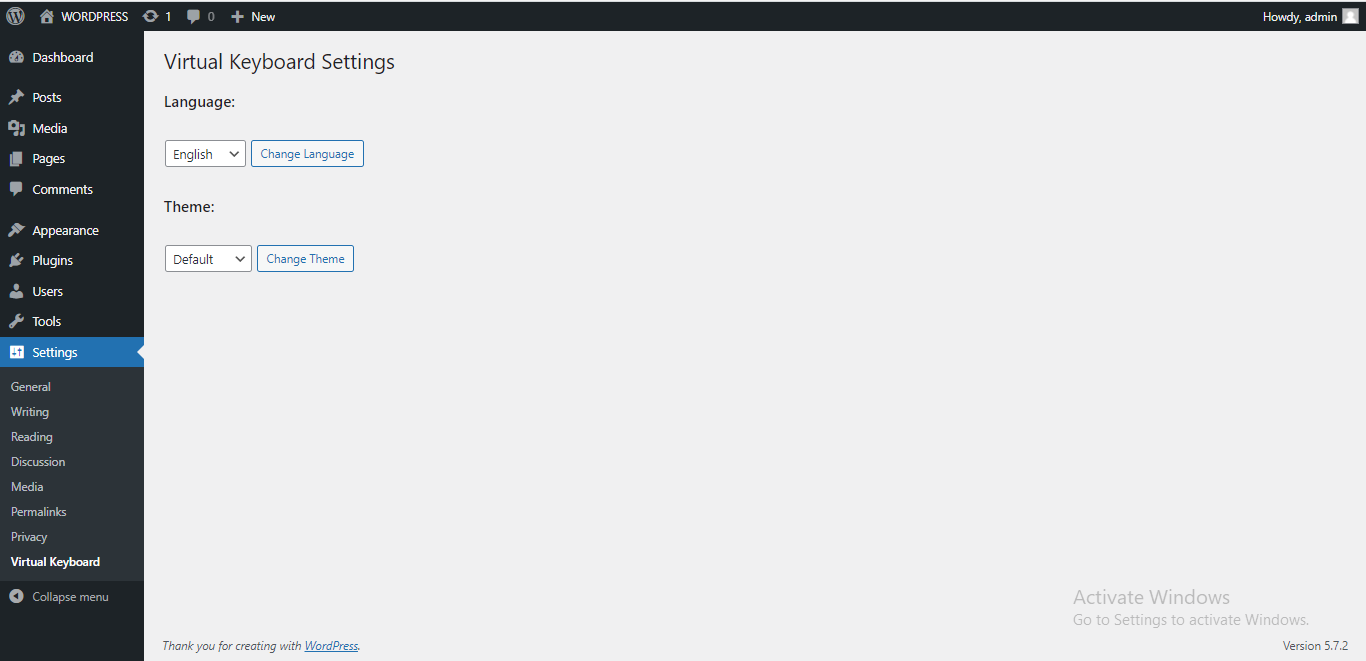 WORDPRESS 1 0 New Howdy, admin
Dashboard
Posts
Media
Pages
Comments
Appearance
Plugins
Users
Tools
Settings
General
Writing
Reading
Discussion
Media
Permalinks
Privacy
Virtual Keyboard
Collapse menu
Virtual Keyboard Settings
Language:
English Change Language
Theme:
Default Change Theme
Activate Windows
Go to Settings to activate Windows.
Thank you for creating with WordPress. Version 5.7.2